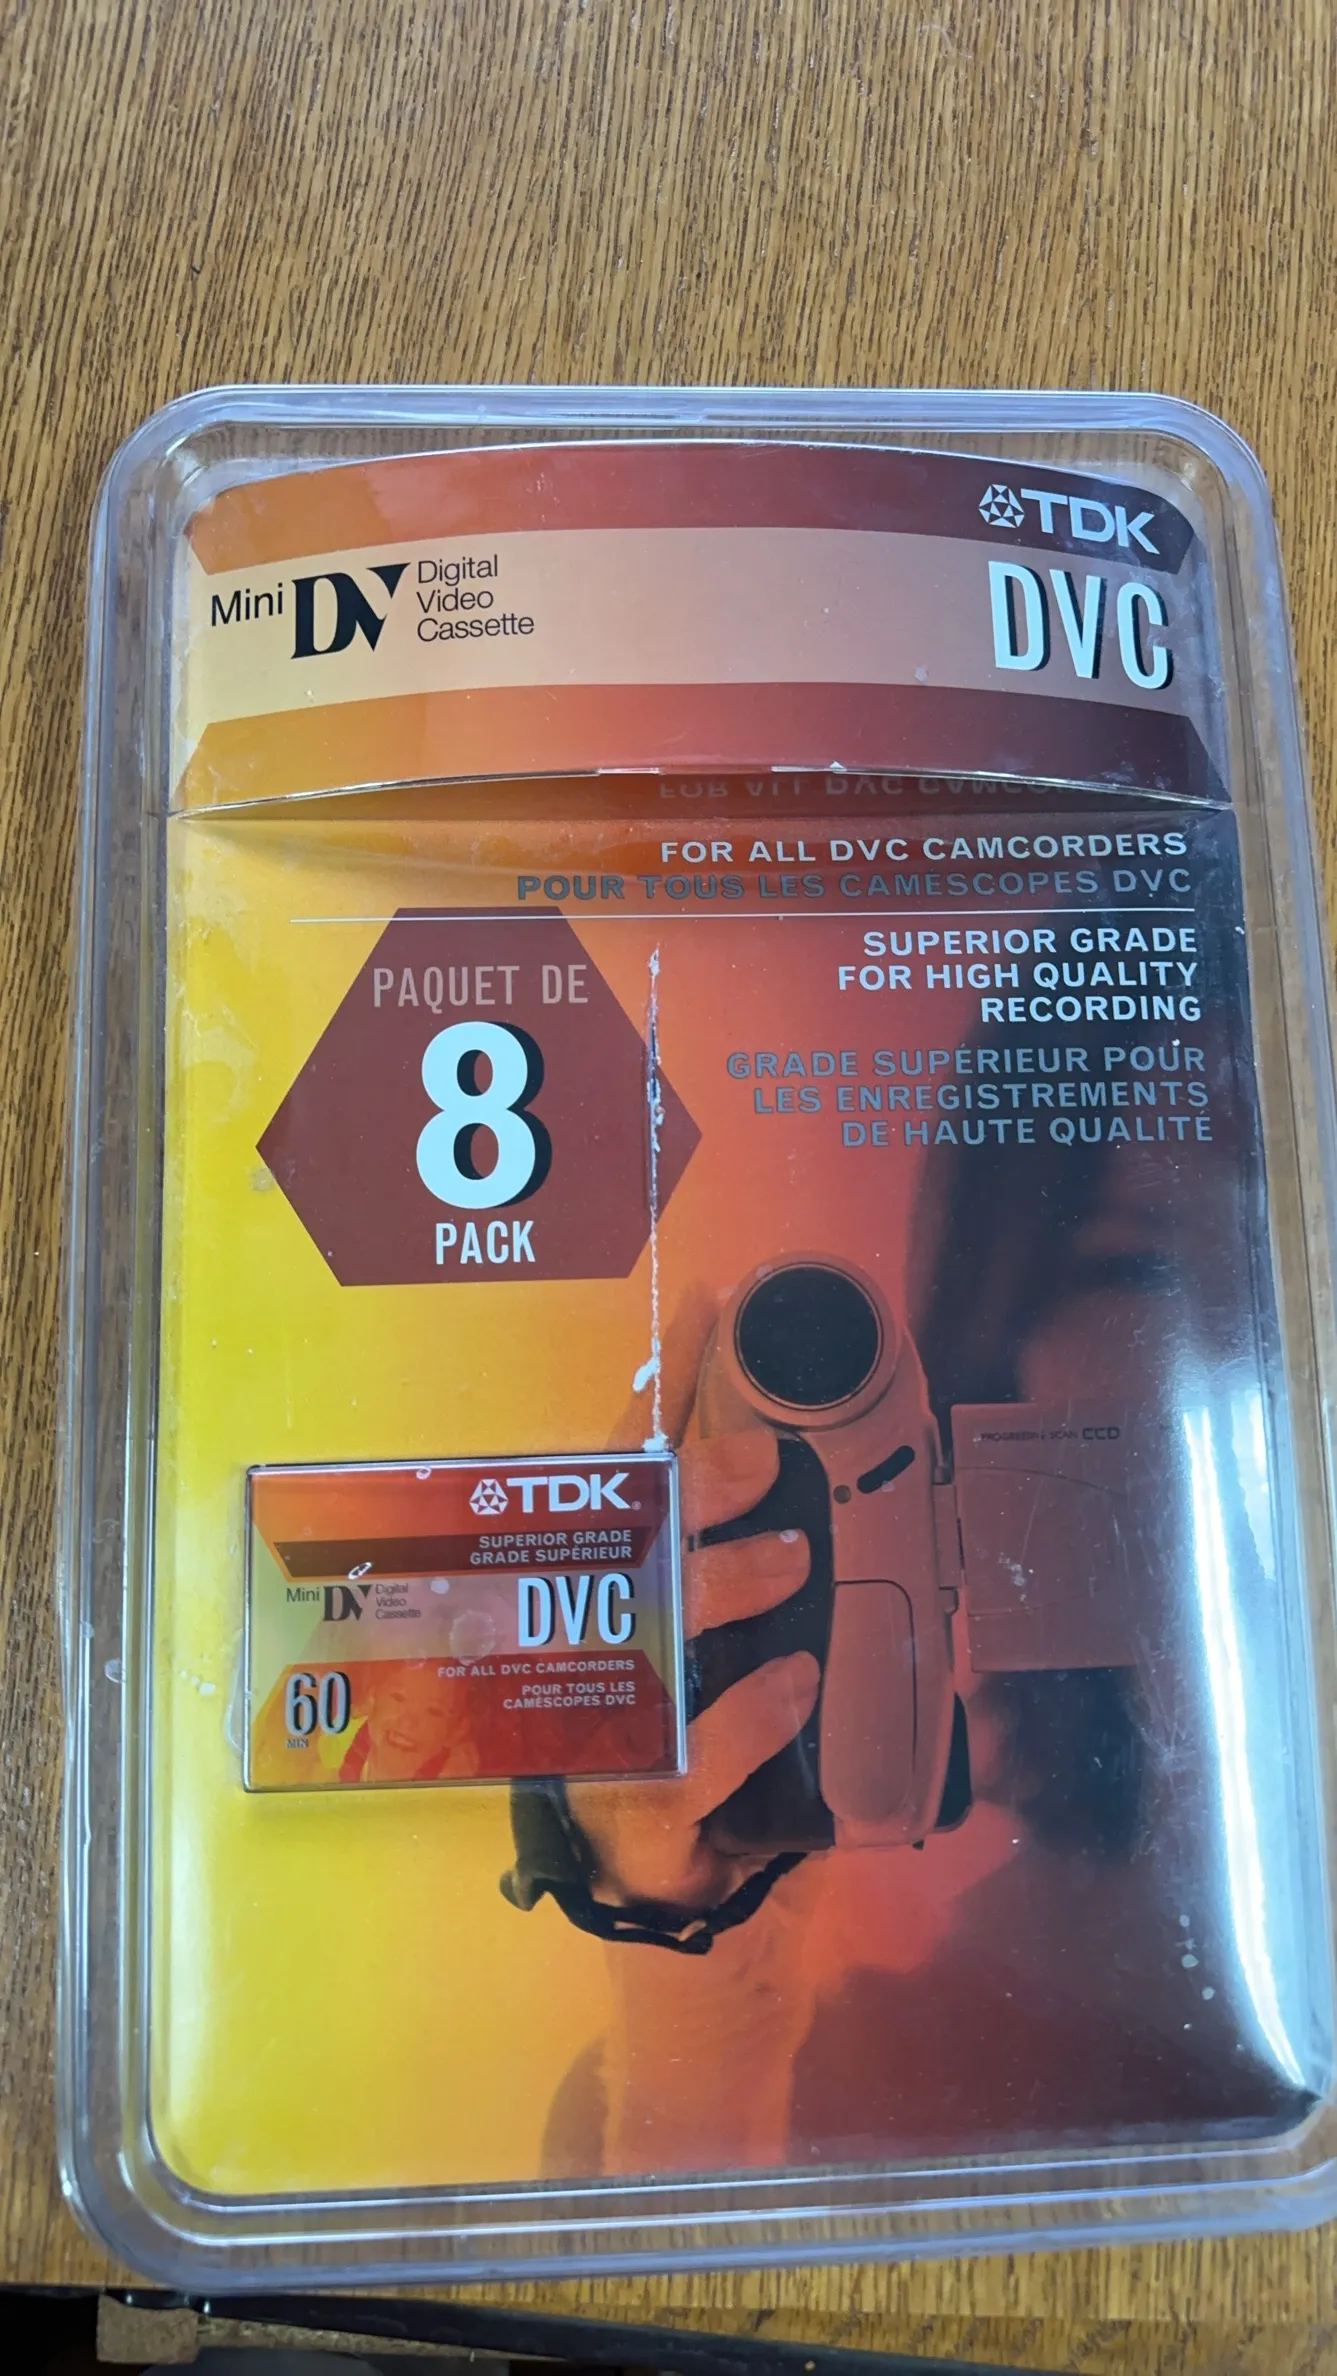 TDK
Mini DV Digital
Video
Cassette
DVC
FOR ALL DVC CAMCORDERS
POUR TOUS LES CAMÉSCOPES DVC
SUPERIOR GRADE
FOR HIGH QUALITY
RECORDING
GRADE SUPÉRIEUR POUR
LES ENREGISTREMENTS
DE HAUTE QUALITÉ
PAQUET DE
8
PACK
CCD
TDK
SUPERIOR GRADE
GRADE SUPÉRIEUR
Mini DV Digital
Video
Cassette
DVC
FOR ALL DVC CAMCORDERS
POUR TOUS LES
CAMÉSCOPES DVC
60
MIN